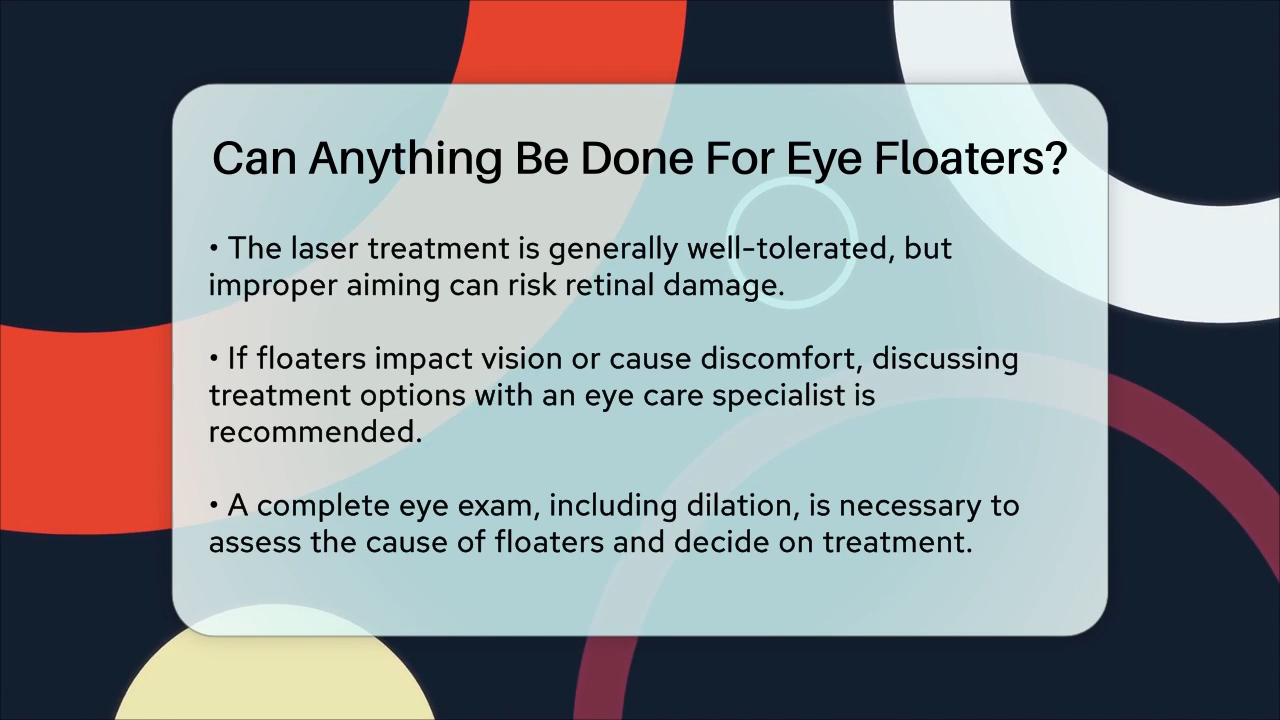 Can Anything Be Done For Eye Floaters?
• The laser treatment is generally well-tolerated, but
improper aiming can risk retinal damage.
• If floaters impact vision or cause discomfort, discussing
treatment options with an eye care specialist is
recommended.
• A complete eye exam, including dilation, is necessary to
assess the cause of floaters and decide on treatment.